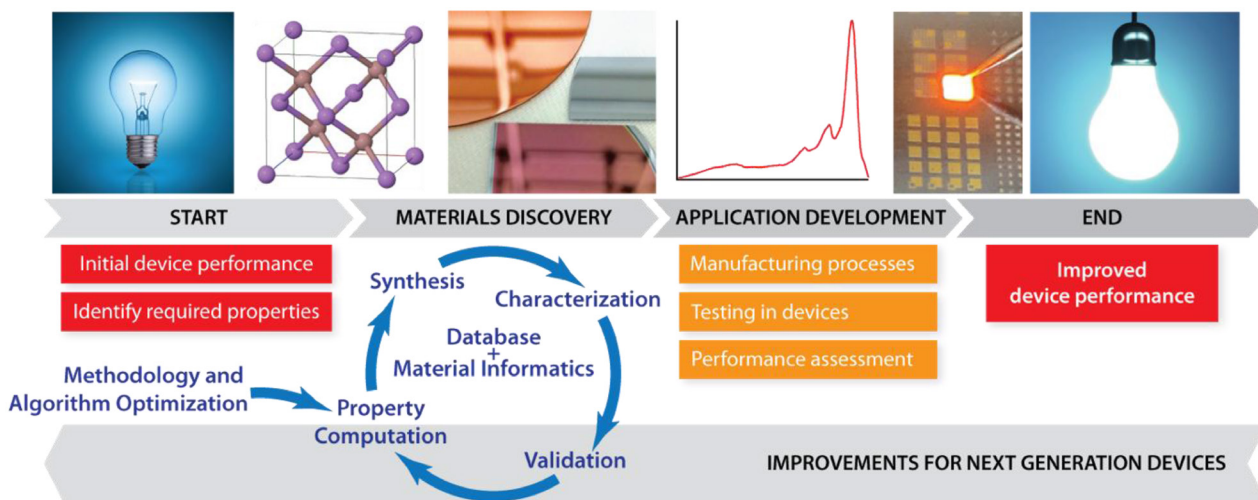 START
MATERIALS DISCOVERY
APPLICATION DEVELOPMENT
END
Initial device performance
Identify required properties
Synthesis
Characterization
Database
+
Material Informatics
Methodology and
Algorithm Optimization
Property
Computation
Validation
Manufacturing processes
Testing in devices
Performance assessment
Improved
device performance
IMPROVEMENTS FOR NEXT GENERATION DEVICES